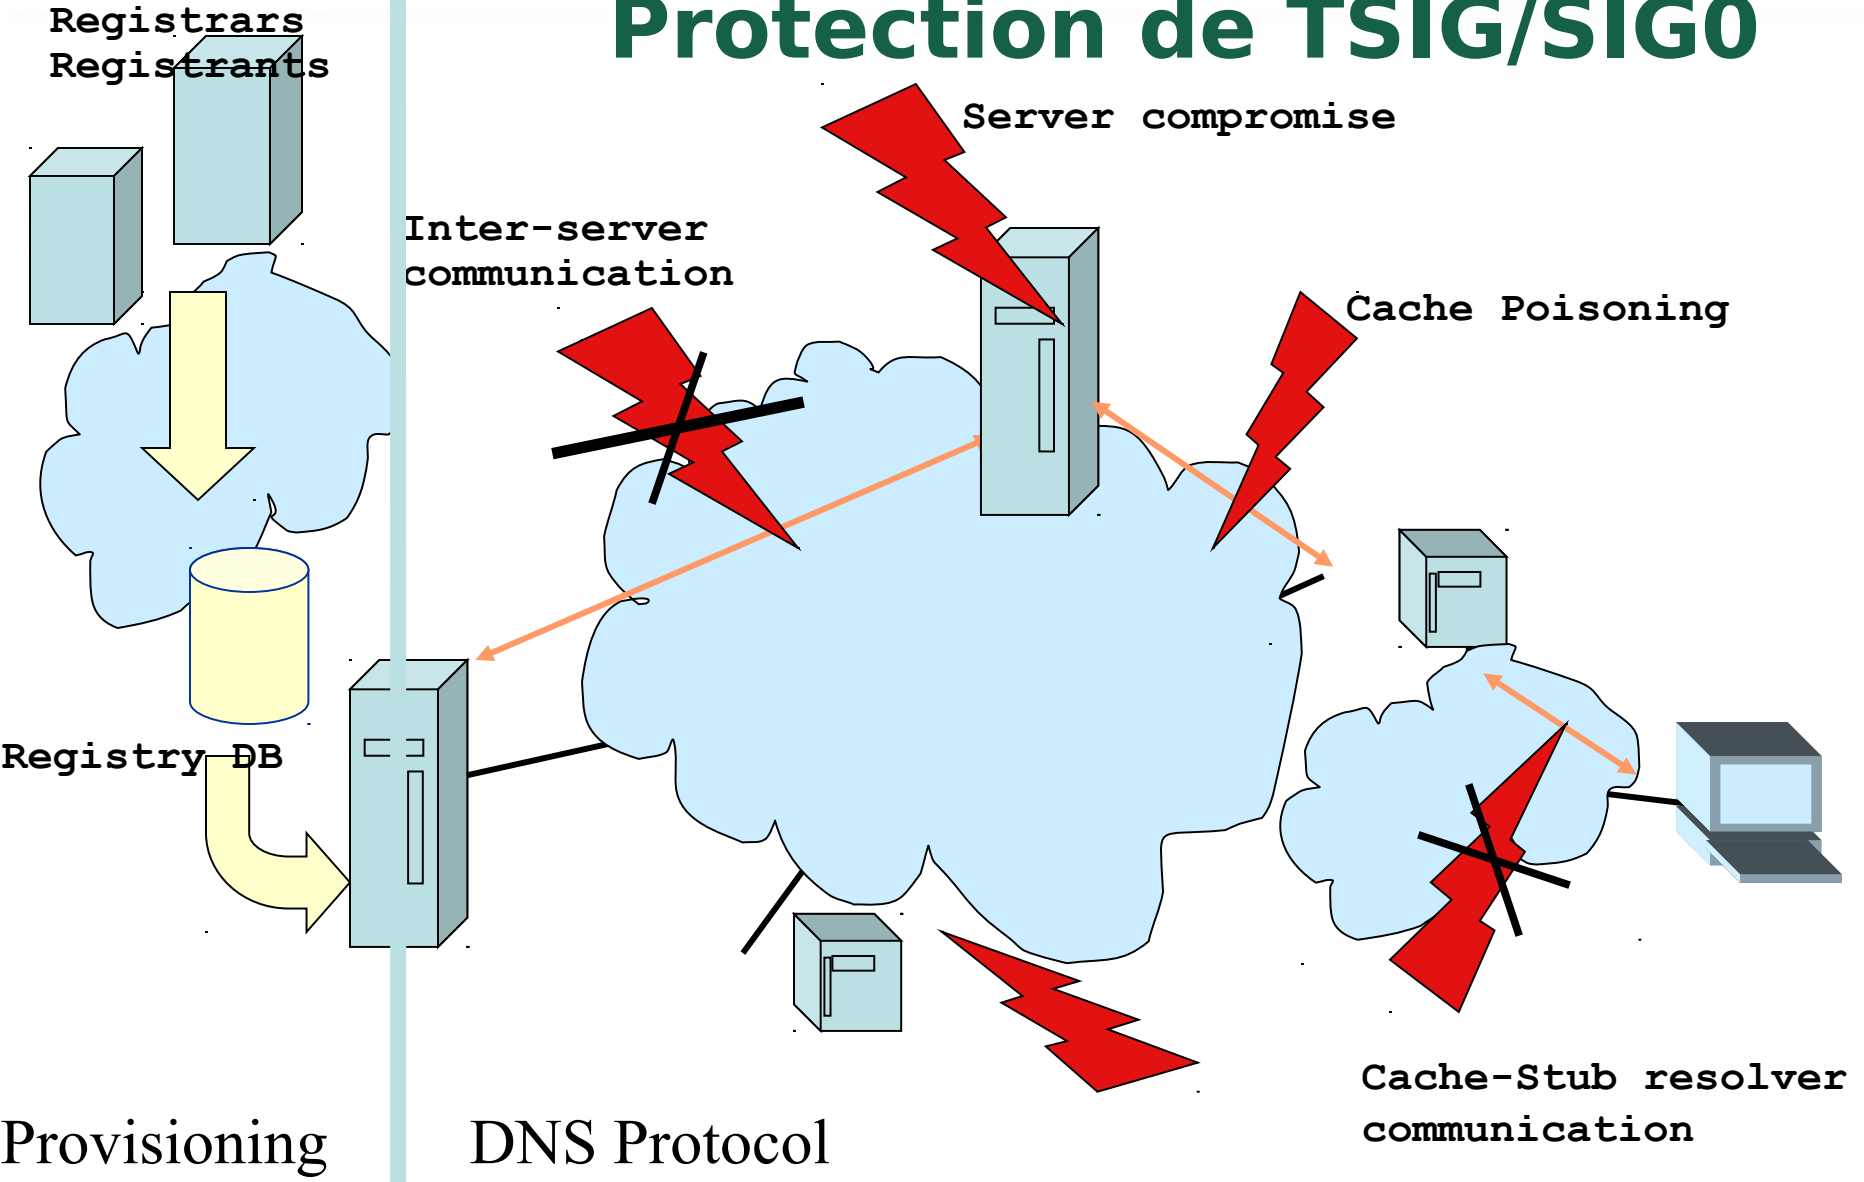 Protection de TSIG/SIG0
Registrars
Registrants
Server compromise
Inter-server
communication
Cache Poisoning
Registry DB
Cache-Stub resolver
communication
Provisioning
DNS Protocol